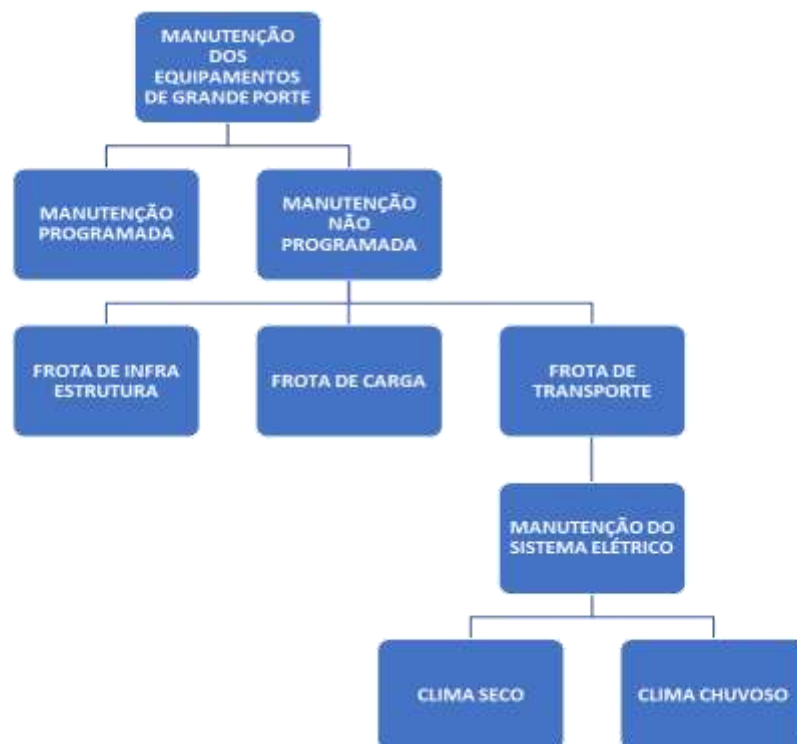 MANUTENÇÃO
DOS
EQUIPAMENTOS
DE GRANDE PORTE
MANUTENÇÃO
PROGRAMADA
MANUTENÇÃO
NÃO
PROGRAMADA
FROTA DE INFRA
ESTRUTURA
FROTA DE CARGA
FROTA DE
TRANSPORTE
MANUTENÇÃO DO
SISTEMA ELÉTRICO
CLIMA SECO
CLIMA CHUVOSO